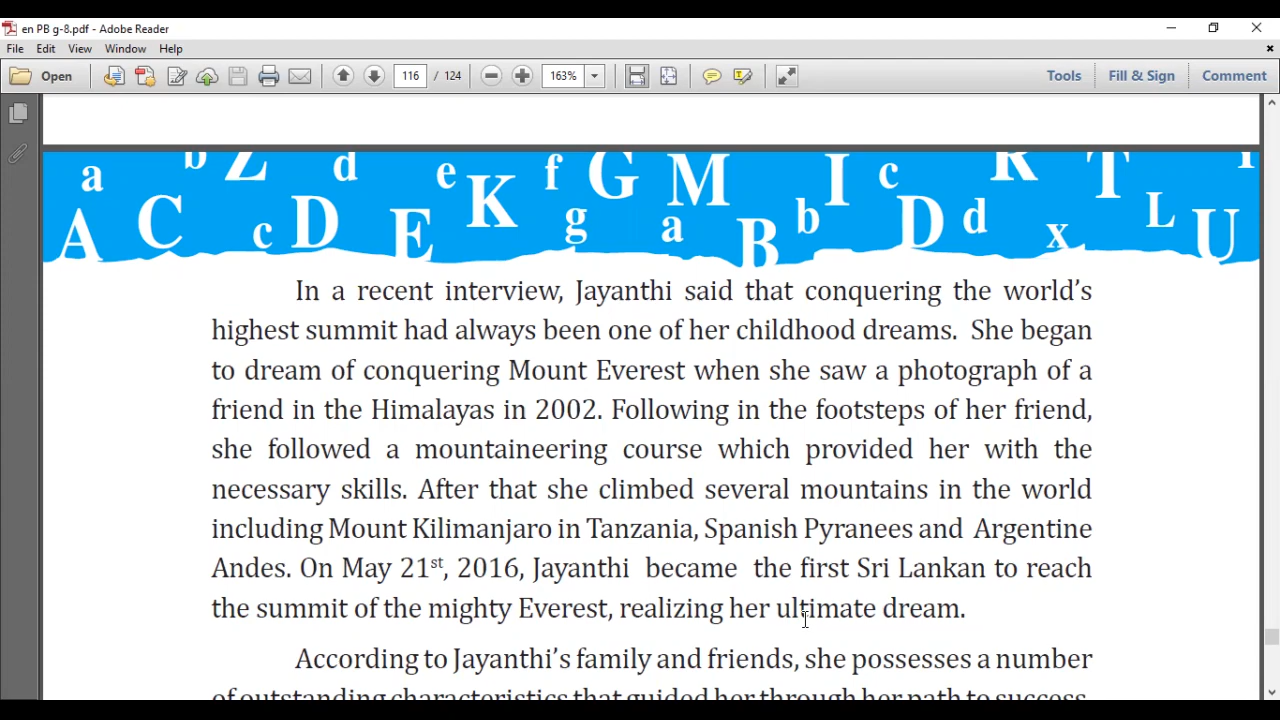 en PB g-8.pdf - Adobe Reader
File Edit View Window Help
Open 116 / 124 163% Tools Fill & Sign Comment
a b Z d e f G M I c R T
A C c D E K g a B b D d x L U
In a recent interview, Jayanthi said that conquering the world's
highest summit had always been one of her childhood dreams. She began
to dream of conquering Mount Everest when she saw a photograph of a
friend in the Himalayas in 2002. Following in the footsteps of her friend,
she followed a mountaineering course which provided her with the
necessary skills. After that she climbed several mountains in the world
including Mount Kilimanjaro in Tanzania, Spanish Pyranees and Argentine
Andes. On May 21st, 2016, Jayanthi became the first Sri Lankan to reach
the summit of the mighty Everest, realizing her ultimate dream.
According to Jayanthi's family and friends, she possesses a number
of outstanding characteristics that guided her through her path to success.